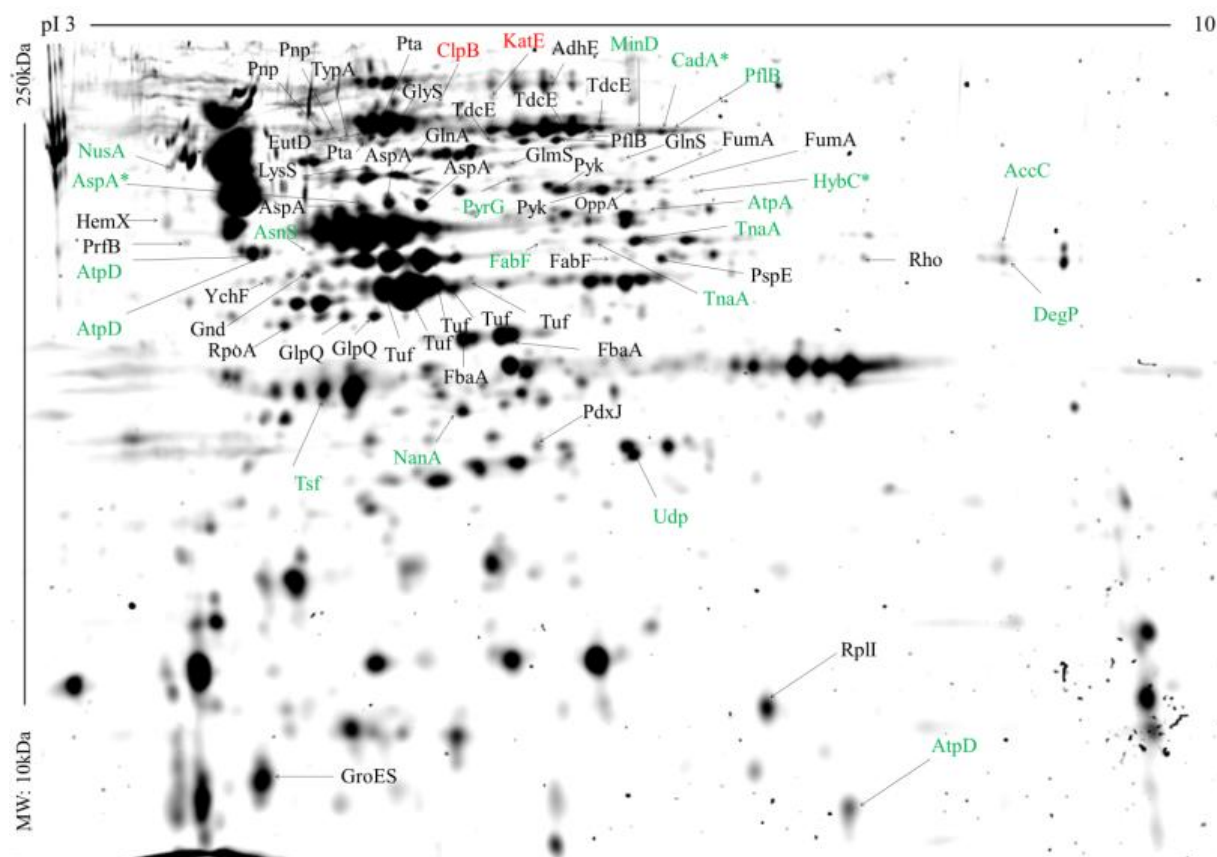 pI 3
10
250kDa
MW: 10kDa
Pta
ClpB
KatE
AdhE
MinD
CadA*
PflB
Pnp
Pnp
TypA
GlyS
TdcE
TdcE
TdcE
EutD
Pta
GlnA
PflB
GlnS
FumA
FumA
NusA
LysS
AspA
AspA
GlmS
Pyk
AspA*
AspA
PyrG
Pyk
OppA
HybC*
AccC
AtpA
HemX
AsnS
TnaA
PrfB
FabF
FabF
Rho
AtpD
PspE
YchF
TnaA
DegP
AtpD
Gnd
Tuf
Tuf
Tuf
RpoA
GlpQ
GlpQ
Tuf
Tuf
FbaA
FbaA
PdxJ
NanA
Tsf
Udp
RplI
AtpD
GroES